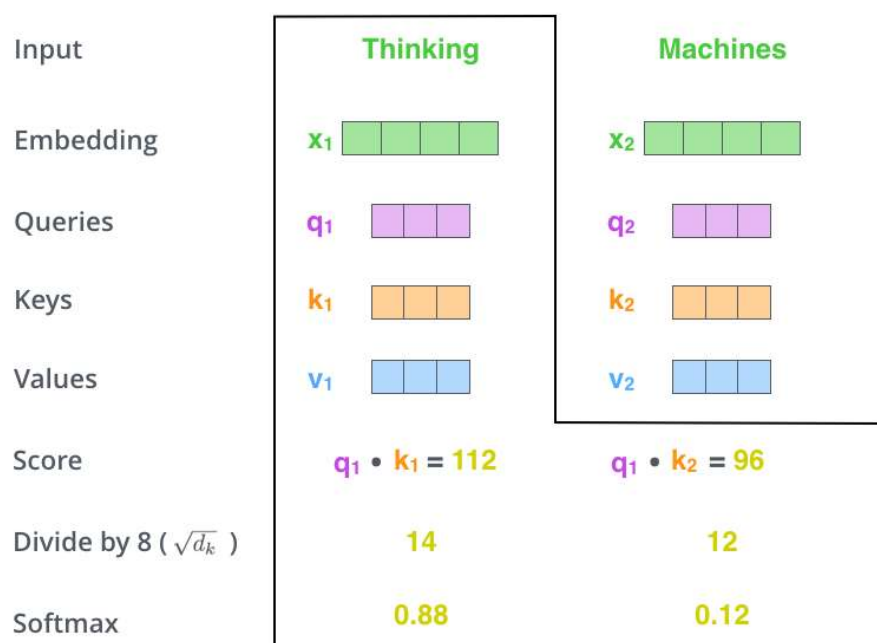 Input Thinking Machines
Embedding x₁ x₂
Queries q₁ q₂
Keys k₁ k₂
Values v₁ v₂
Score q₁ • k₁ = 112 q₁ • k₂ = 96
Divide by 8 ( √dₖ ) 14 12
Softmax 0.88 0.12